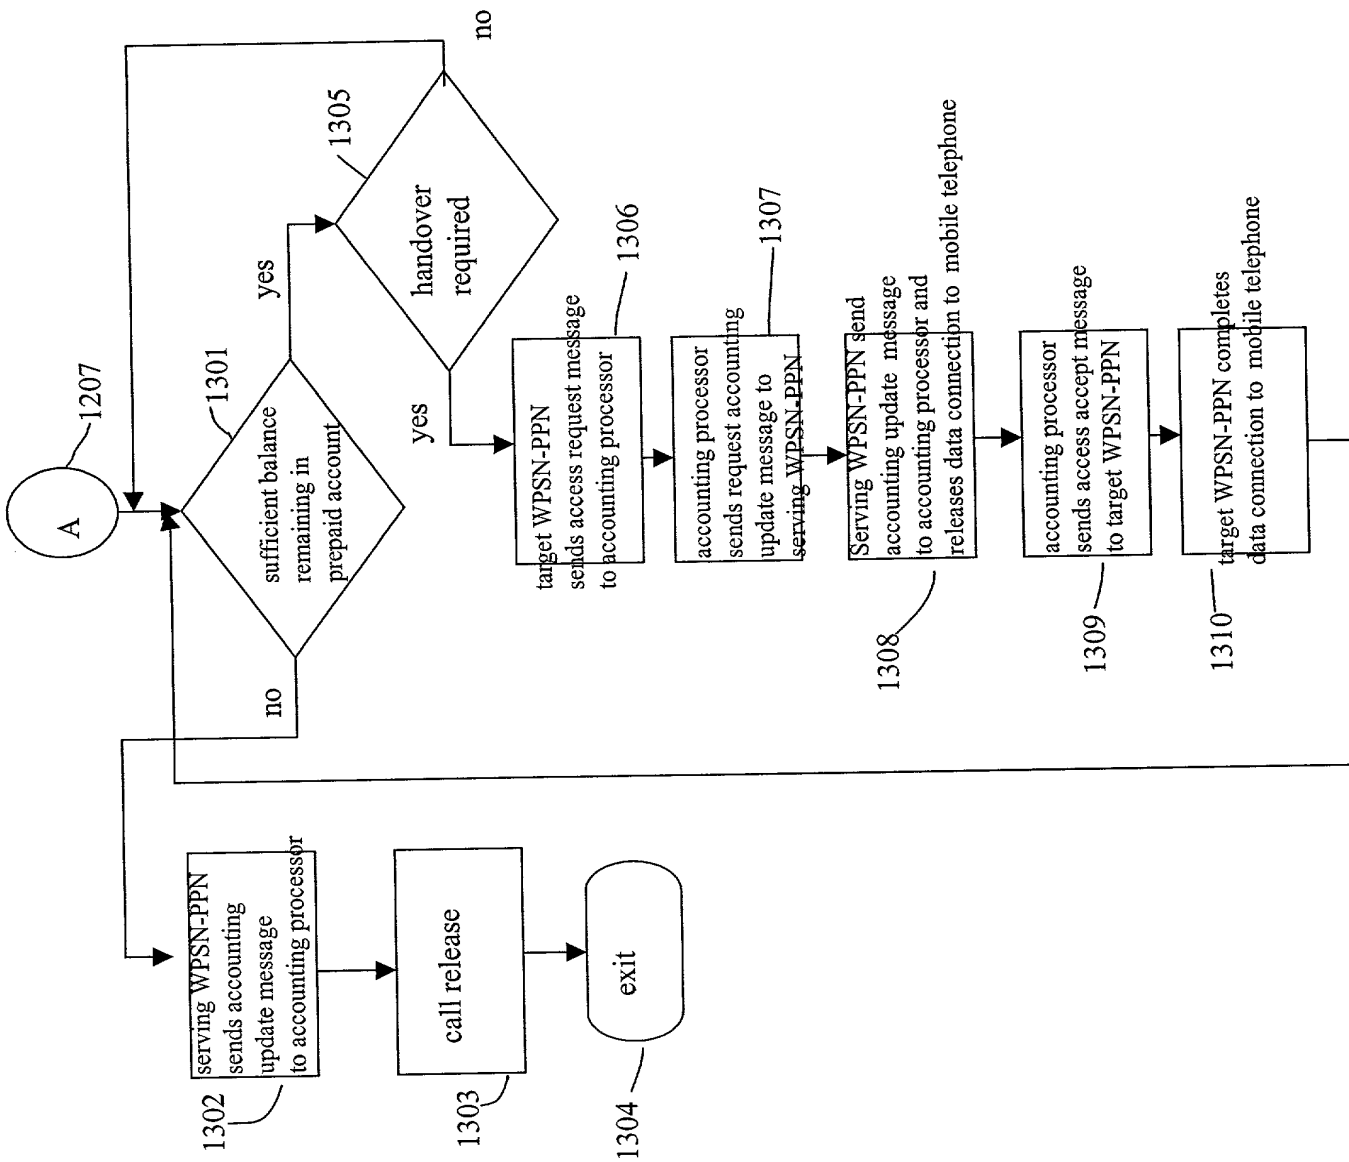 A
1207
sufficient balance
remaining in
prepaid account
1301
yes
no
handover
required
1305
no
yes
serving WPSN-PPN
sends accounting
update message
to accounting processor
1302
call release
1303
exit
1304
target WPSN-PPN
sends access request message
to accounting processor
1306
accounting processor
sends request accounting
update message to
serving WPSN-PPN
1307
Serving WPSN-PPN send
accounting update message
to accounting processor and
releases data connection to mobile telephone
1308
accounting processor
sends access accept message
to target WPSN-PPN
1309
target WPSN-PPN completes
data connection to mobile telephone
1310